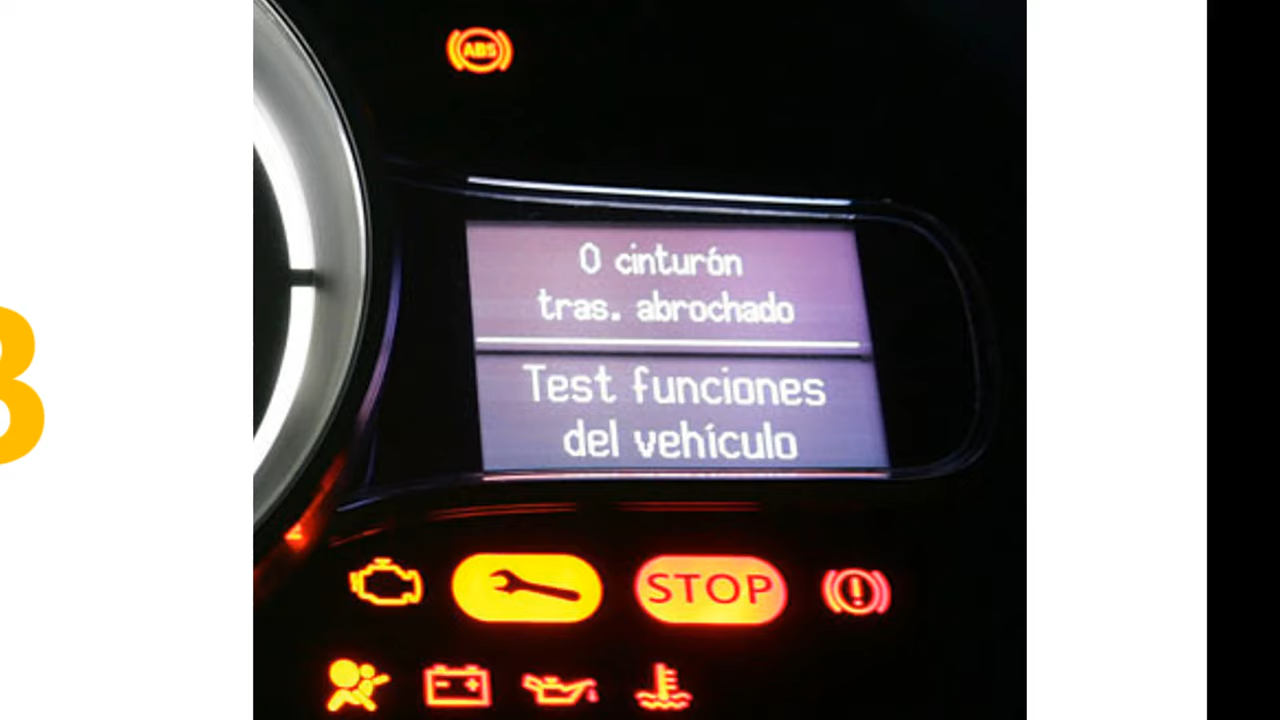 ABS
0 cinturón
tras. abrochado
Test funciones
del vehículo
STOP